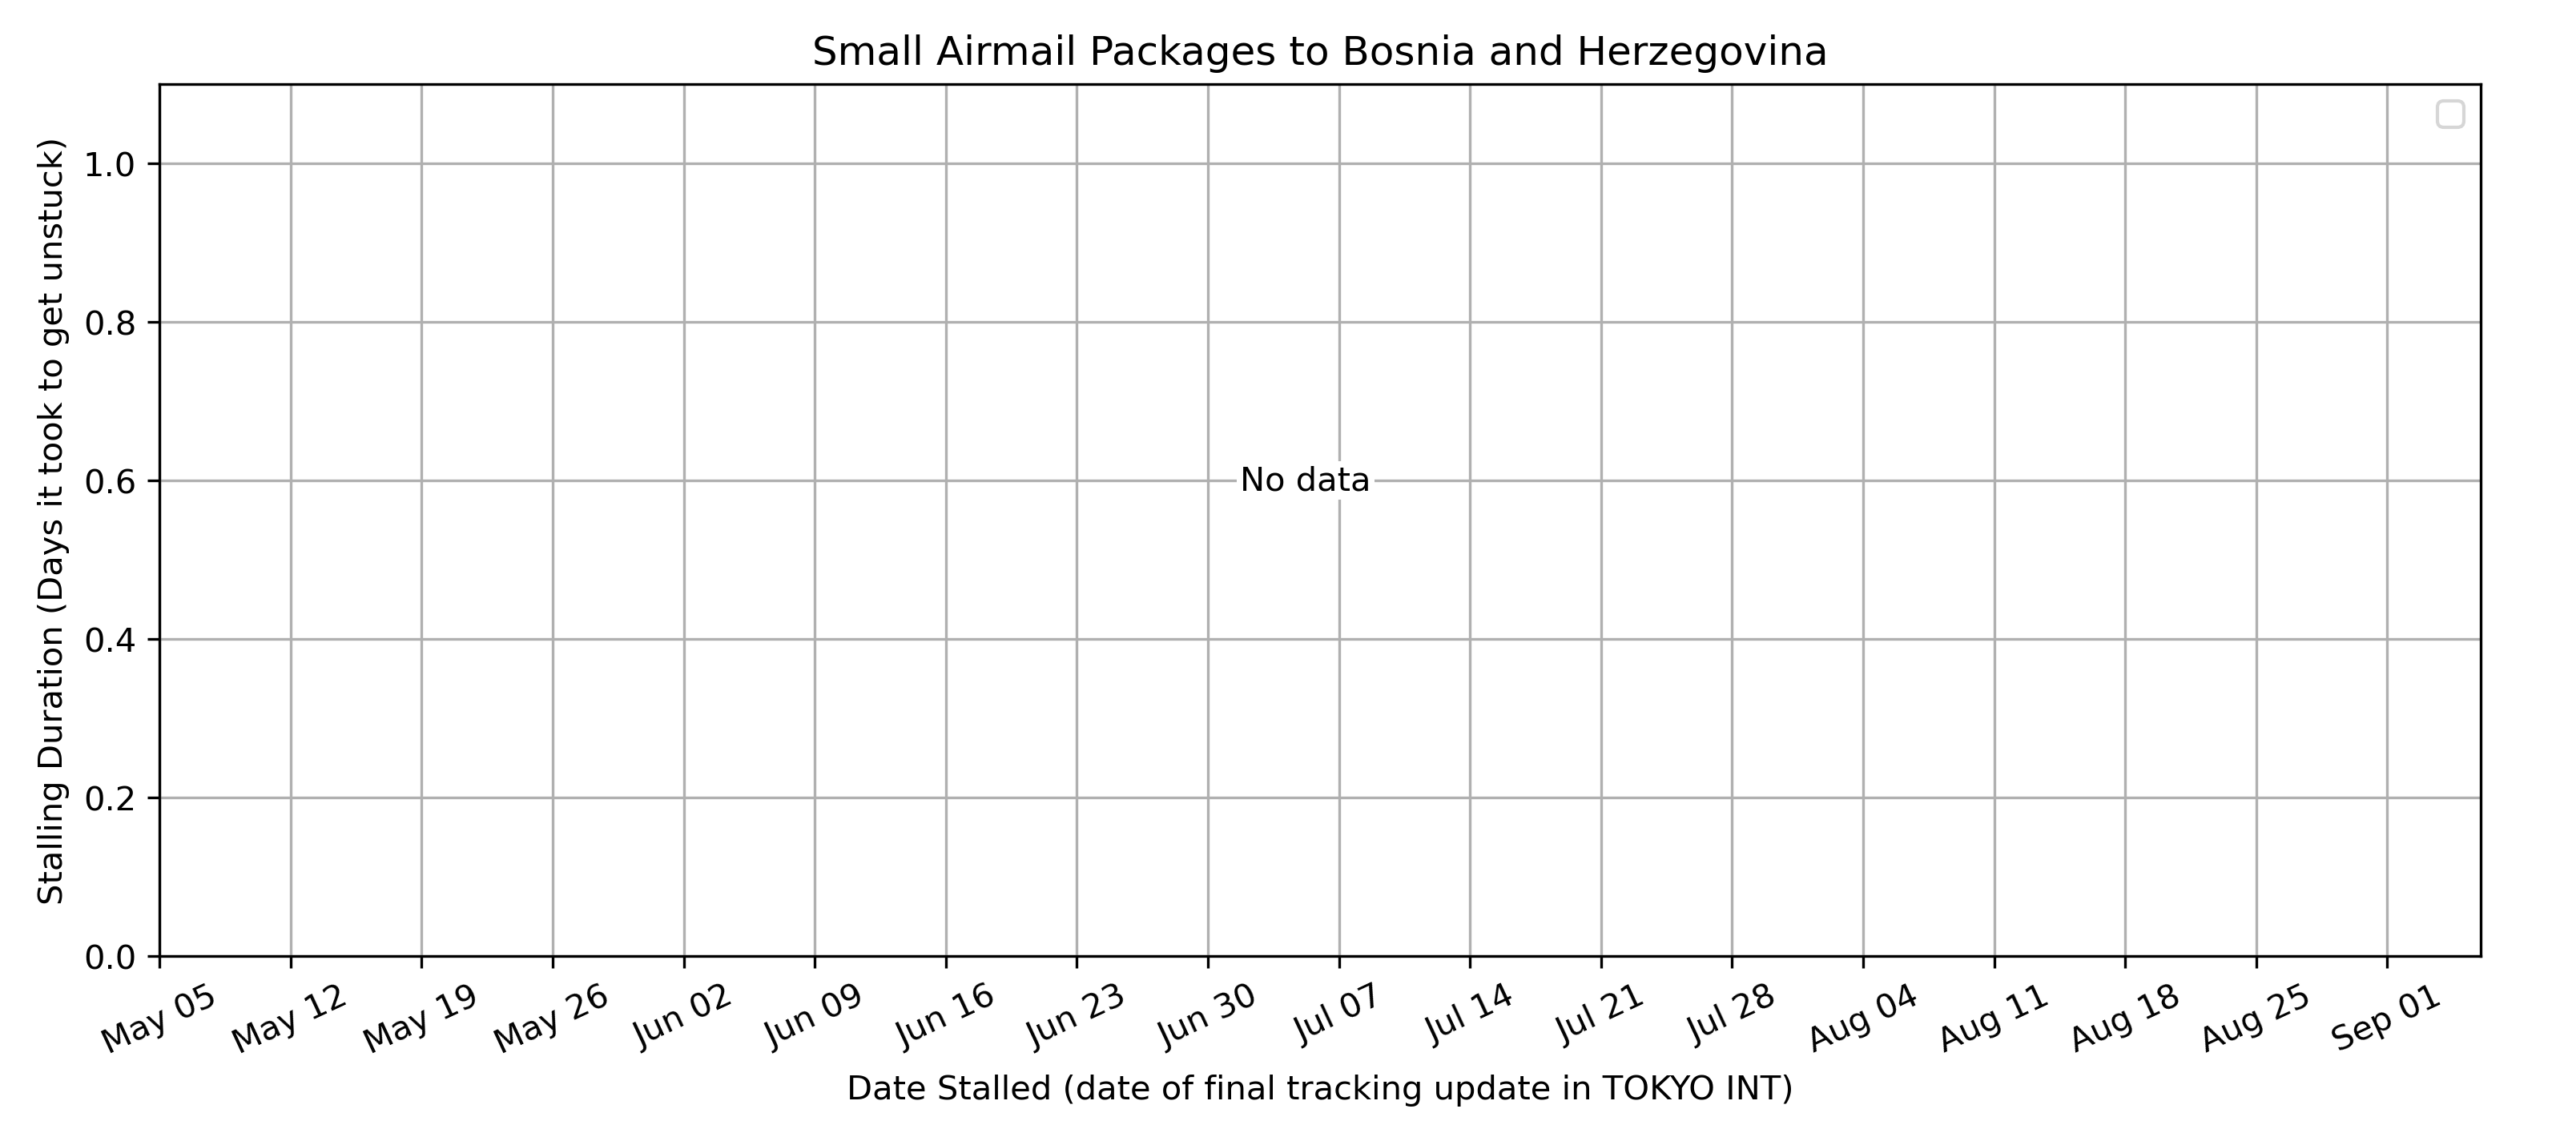 Small Airmail Packages to Bosnia and Herzegovina
Stalling Duration (Days it took to get unstuck)
1.0
0.8
0.6
0.4
0.2
0.0
No data
May 05
May 12
May 19
May 26
Jun 02
Jun 09
Jun 16
Jun 23
Jun 30
Jul 07
Jul 14
Jul 21
Jul 28
Aug 04
Aug 11
Aug 18
Aug 25
Sep 01
Date Stalled (date of final tracking update in TOKYO INT)